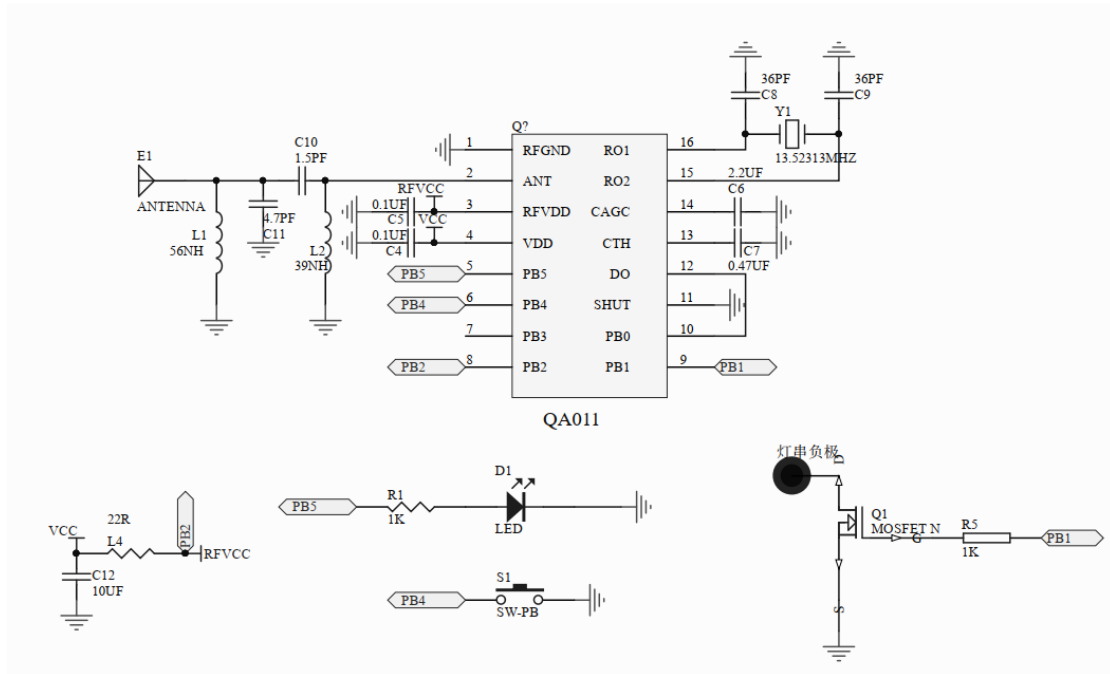 36PF
C8
36PF
C9
Y1
13.52313MHZ
Q?
E1
ANTENNA
C10
1.5PF
L1
56NH
4.7PF
C11
L2
39NH
RFVCC
0.1UF
C5
VCC
0.1UF
C4
1 RFGND RO1 16
2 ANT RO2 15
3 RFVDD CAGC 14
4 VDD CTH 13
5 PB5 DO 12
6 PB4 SHUT 11
7 PB3 PB0 10
8 PB2 PB1 9
PB5
PB4
PB2
PB1
2.2UF
C6
C7
0.47UF
QA011
VCC
22R
L4
PB2
RFVCC
C12
10UF
PB5
R1
1K
D1
LED
PB4
S1
SW-PB
灯串负极
D
Q1
MOSFET N
G
S
R5
1K
PB1